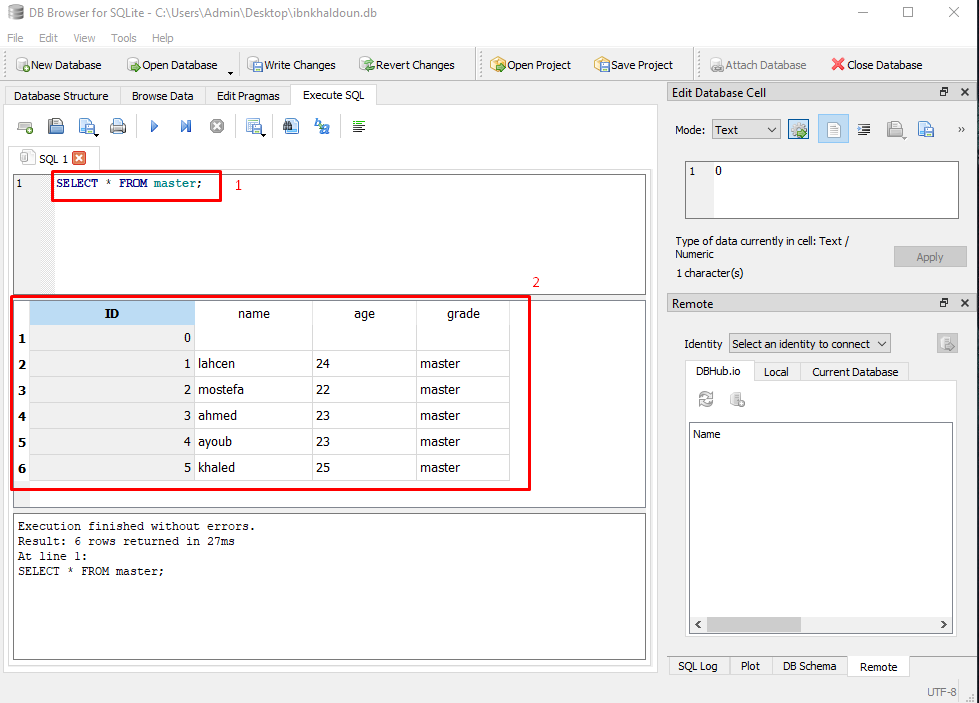 DB Browser for SQLite - C:\Users\Admin\Desktop\ibnkhaldoun.db
File Edit View Tools Help
New Database Open Database Write Changes Revert Changes Open Project Save Project Attach Database Close Database
Database Structure Browse Data Edit Pragmas Execute SQL
SQL 1
1 SELECT * FROM master; 1
2
ID name age grade
1 0
2 1 lahcen 24 master
3 2 mostefa 22 master
4 3 ahmed 23 master
5 4 ayoub 23 master
6 5 khaled 25 master
Execution finished without errors.
Result: 6 rows returned in 27ms
At line 1:
SELECT * FROM master;
Edit Database Cell
Mode: Text »
1 0
Type of data currently in cell: Text /
Numeric
1 character(s)
Apply
Remote
Identity Select an identity to connect
DBHub.io Local Current Database
Name
SQL Log Plot DB Schema Remote
UTF-8